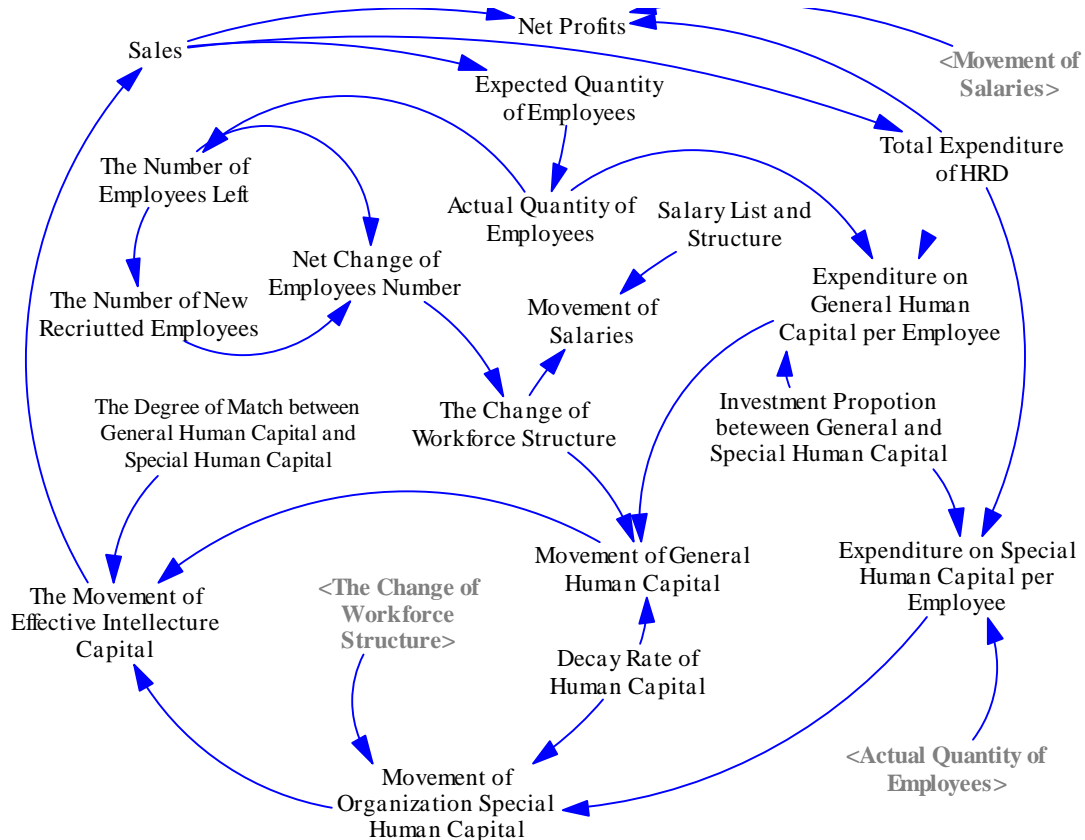 Net Profits
Sales
<Movement of
Salaries>
Expected Quantity
of Employees
Total Expenditure
of HRD
The Number of
Employees Left
Actual Quantity of
Employees
Salary List and
Structure
Net Change of
Employees Number
Expenditure on
General Human
Capital per Employee
The Number of New
Recriutted Employees
Movement of
Salaries
The Degree of Match between
General Human Capital and
Special Human Capital
The Change of
Workforce Structure
Investment Propotion
beteween General and
Special Human Capital
Movement of General
Human Capital
Expenditure on Special
Human Capital per
Employee
The Movement of
Effective Intellecture
Capital
<The Change of
Workforce
Structure>
Decay Rate of
Human Capital
<Actual Quantity of
Employees>
Movement of
Organization Special
Human Capital